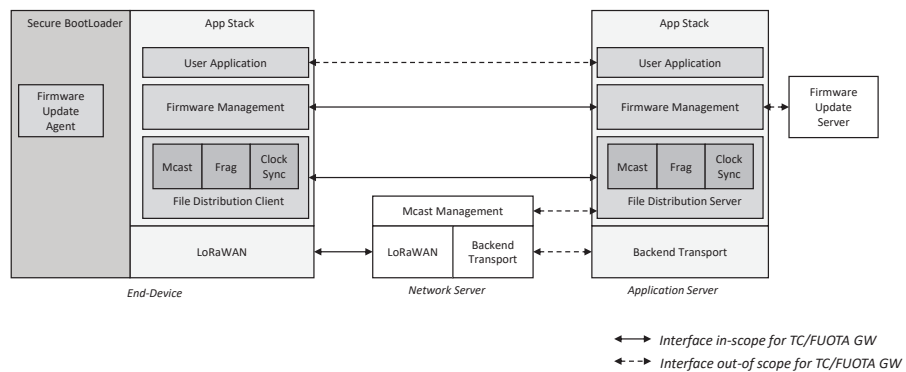 Secure BootLoader
App Stack
App Stack
User Application
User Application
Firmware
Update
Agent
Firmware Management
Firmware Management
Firmware
Update
Server
Mcast
Frag
Clock
Sync
File Distribution Client
Mcast
Frag
Clock
Sync
File Distribution Server
Mcast Management
LoRaWAN
LoRaWAN
Backend
Transport
Backend Transport
End-Device
Network Server
Application Server
Interface in-scope for TC/FUOTA GW
Interface out-of scope for TC/FUOTA GW